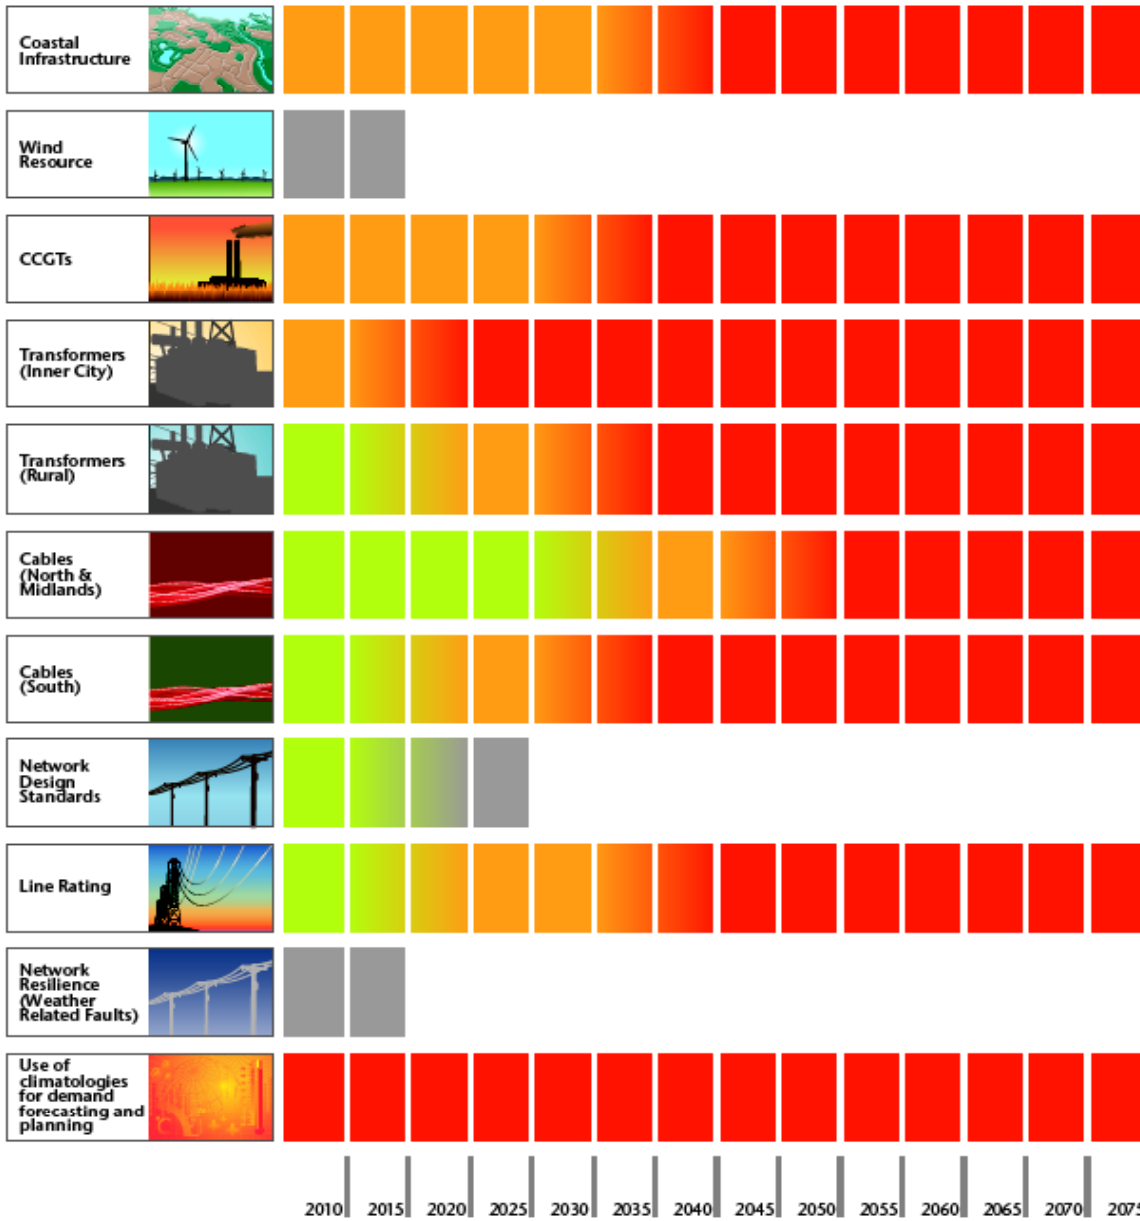 Coastal
Infrastructure
Wind
Resource
CCGTs
Transformers
(Inner City)
Transformers
(Rural)
Cables
(North &
Midlands)
Cables
(South)
Network
Design
Standards
Line Rating
Network
Resilience
(Weather
Related Faults)
Use of
climatologies
for demand
forecasting and
planning
2010 2015 2020 2025 2030 2035 2040 2045 2050 2055 2060 2065 2070 2075